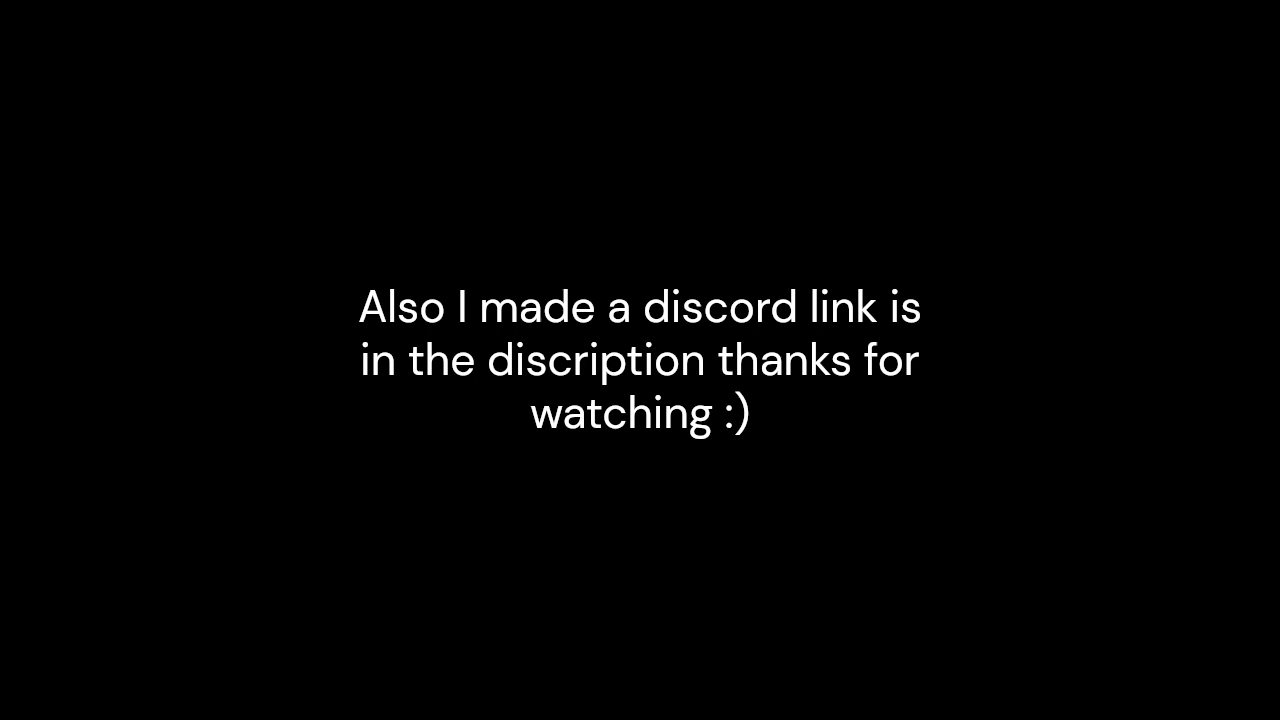 Also I made a discord link is
in the discription thanks for
watching :)